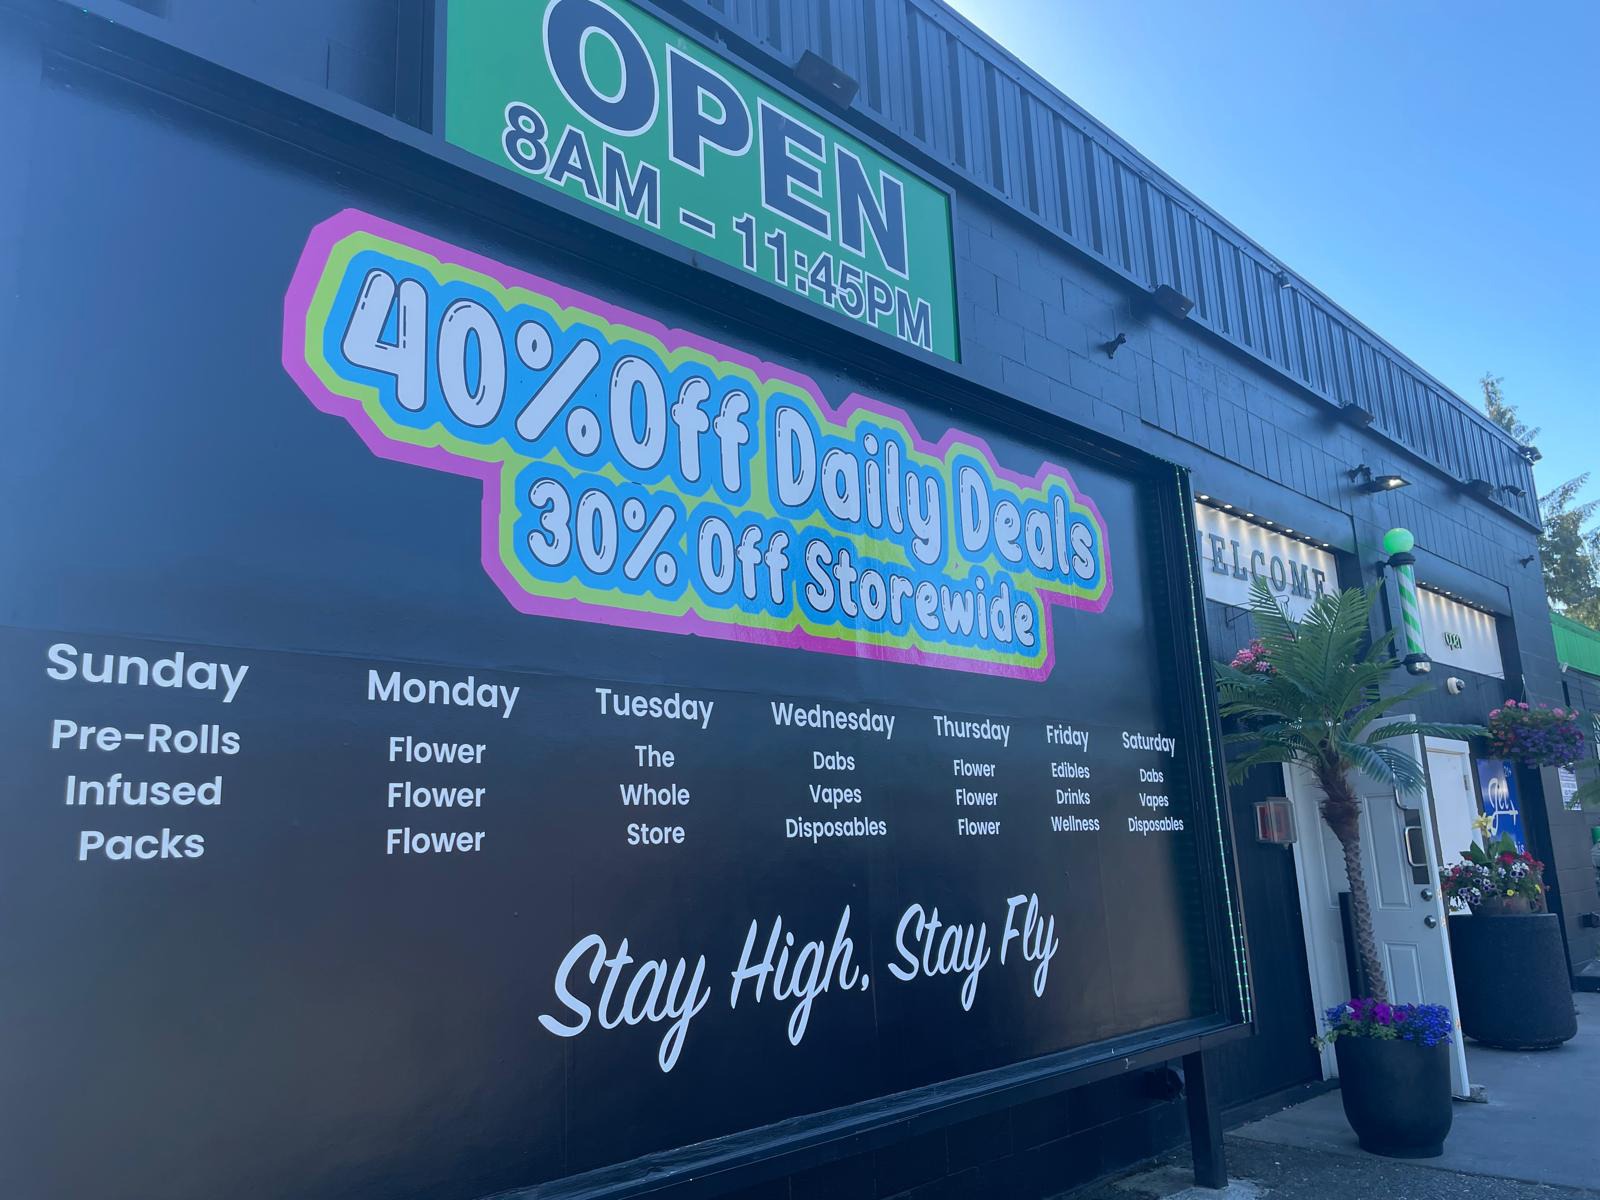 OPEN
8AM - 11:45PM
40% Off Daily Deals
30% Off Storewide
Sunday
Pre-Rolls
Infused
Packs
Monday
Flower
Flower
Flower
Tuesday
The
Whole
Store
Wednesday
Dabs
Vapes
Disposables
Thursday
Flower
Flower
Flower
Friday
Edibles
Drinks
Wellness
Saturday
Dabs
Vapes
Disposables
Stay High, Stay Fly
WELCOME